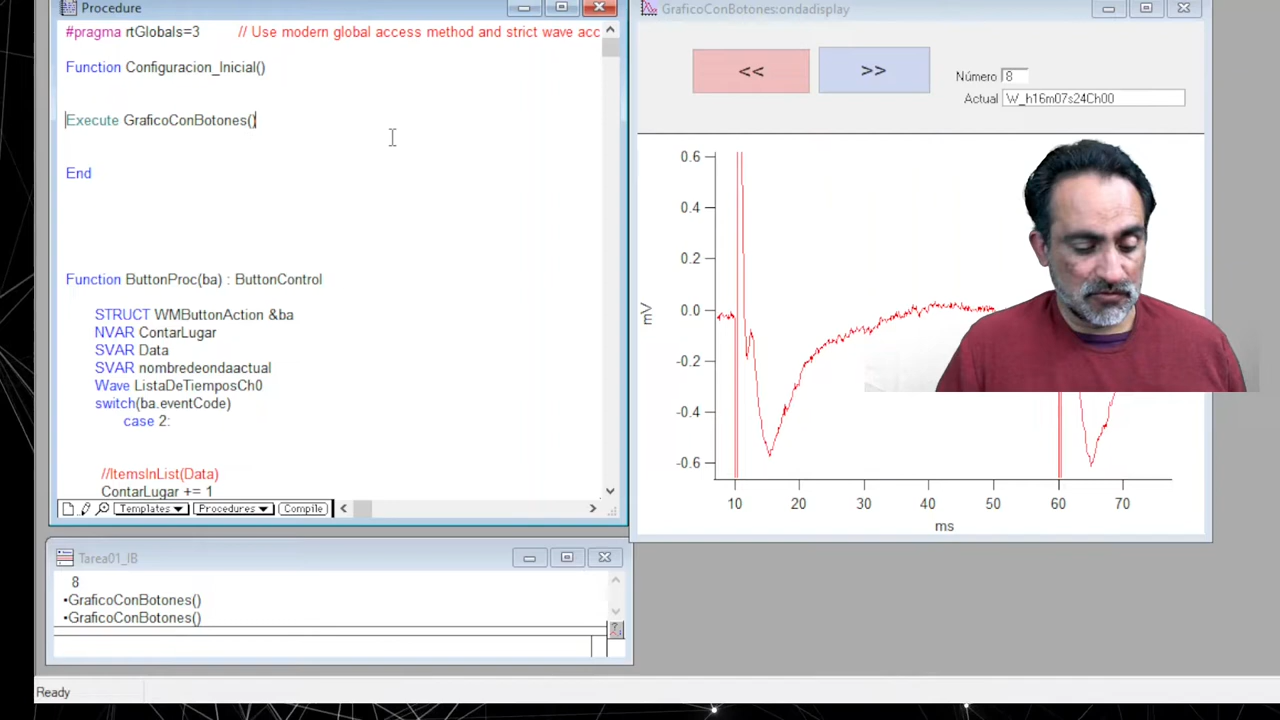 Procedure
#pragma rtGlobals=3 // Use modern global access method and strict wave acc
Function Configuracion_Inicial()
Execute GraficoConBotones()
End
Function ButtonProc(ba) : ButtonControl
STRUCT WMButtonAction &ba
NVAR ContarLugar
SVAR Data
SVAR nombredeondaactual
Wave ListaDeTiemposCh0
switch(ba.eventCode)
case 2:
//ItemsInList(Data)
ContarLugar += 1
Templates Procedures Compile
Tarea01_IB
8
•GraficoConBotones()
•GraficoConBotones()
Ready
GraficoConBotones:ondadisplay
<< >>
Número 8
Actual W_h16m07s24Ch00
0.6
0.4
0.2
0.0
-0.2
-0.4
-0.6
mV
10 20 30 40 50 60 70
ms